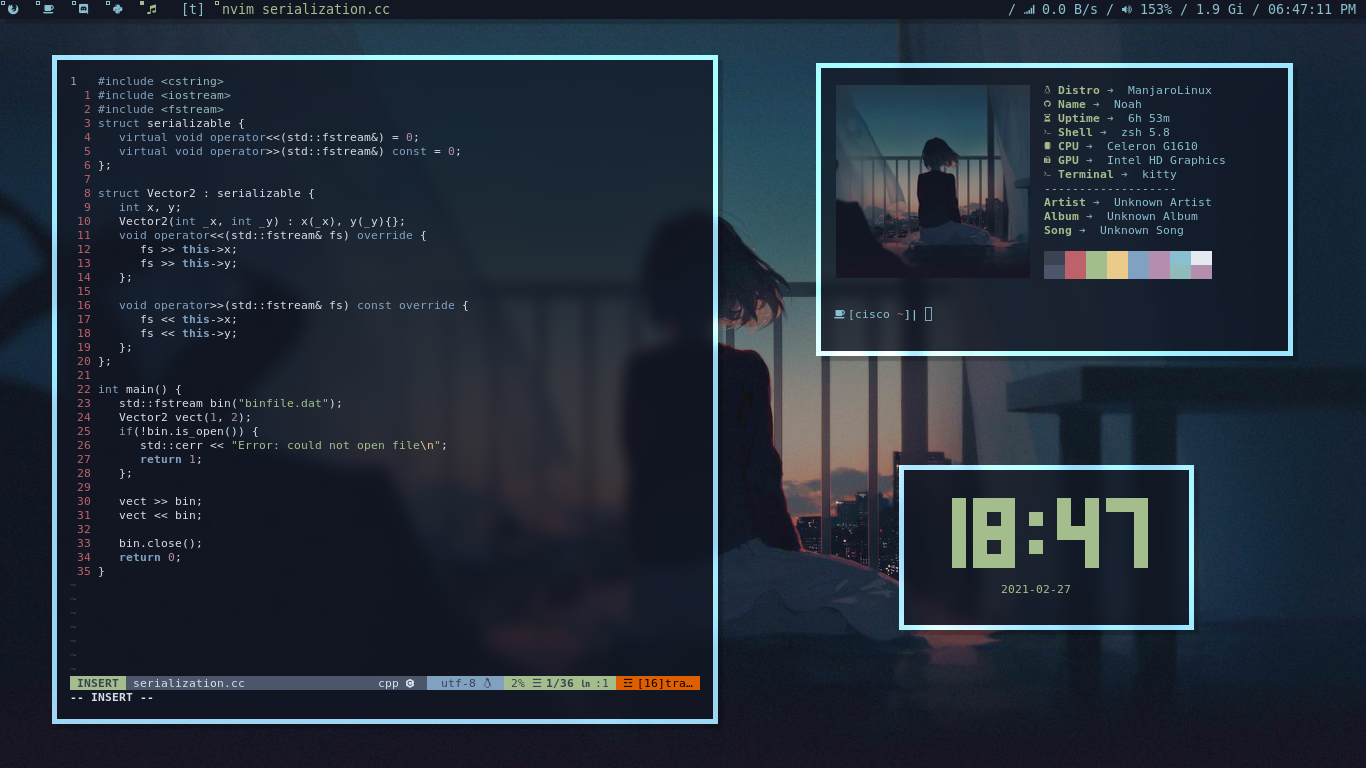 [t] nvim serialization.cc
/ 0.0 B/s / 153% / 1.9 Gi / 06:47:11 PM
1 #include <cstring>
1 #include <iostream>
2 #include <fstream>
3 struct serializable {
4 virtual void operator<<(std::fstream&) = 0;
5 virtual void operator>>(std::fstream&) const = 0;
6 };
7
8 struct Vector2 : serializable {
9 int x, y;
10 Vector2(int _x, int _y) : x(_x), y(_y){};
11 void operator<<(std::fstream& fs) override {
12 fs >> this->x;
13 fs >> this->y;
14 };
15
16 void operator>>(std::fstream& fs) const override {
17 fs << this->x;
18 fs << this->y;
19 };
20 };
21
22 int main() {
23 std::fstream bin("binfile.dat");
24 Vector2 vect(1, 2);
25 if(!bin.is_open()) {
26 std::cerr << "Error: could not open file\n";
27 return 1;
28 };
29
30 vect >> bin;
31 vect << bin;
32
33 bin.close();
34 return 0;
35 }
~
~
~
~
~
~
~
INSERT serialization.cc cpp utf-8 2% ☰ 1/36 ln :1 ☲ [16]tra…
-- INSERT --
Distro → ManjaroLinux
Name → Noah
Uptime → 6h 53m
Shell → zsh 5.8
CPU → Celeron G1610
GPU → Intel HD Graphics
Terminal → kitty
-------------------
Artist → Unknown Artist
Album → Unknown Album
Song → Unknown Song
[cisco ~]|
18:47
2021-02-27